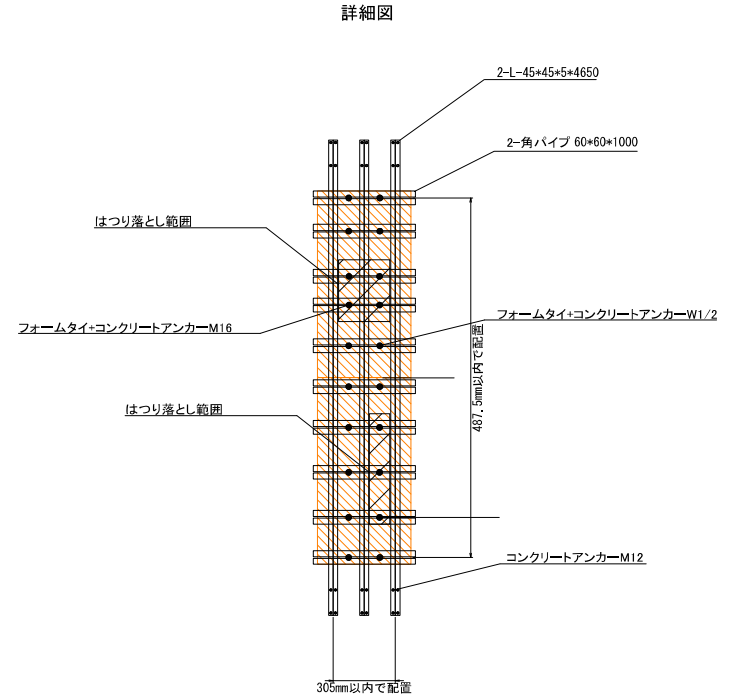 詳細図
2-L-45*45*5*4650
2-角パイプ 60*60*1000
はつり落とし範囲
フォームタイ+コンクリートアンカーM16
フォームタイ+コンクリートアンカーW1/2
487.5mm以内で配置
はつり落とし範囲
コンクリートアンカーM12
305mm以内で配置